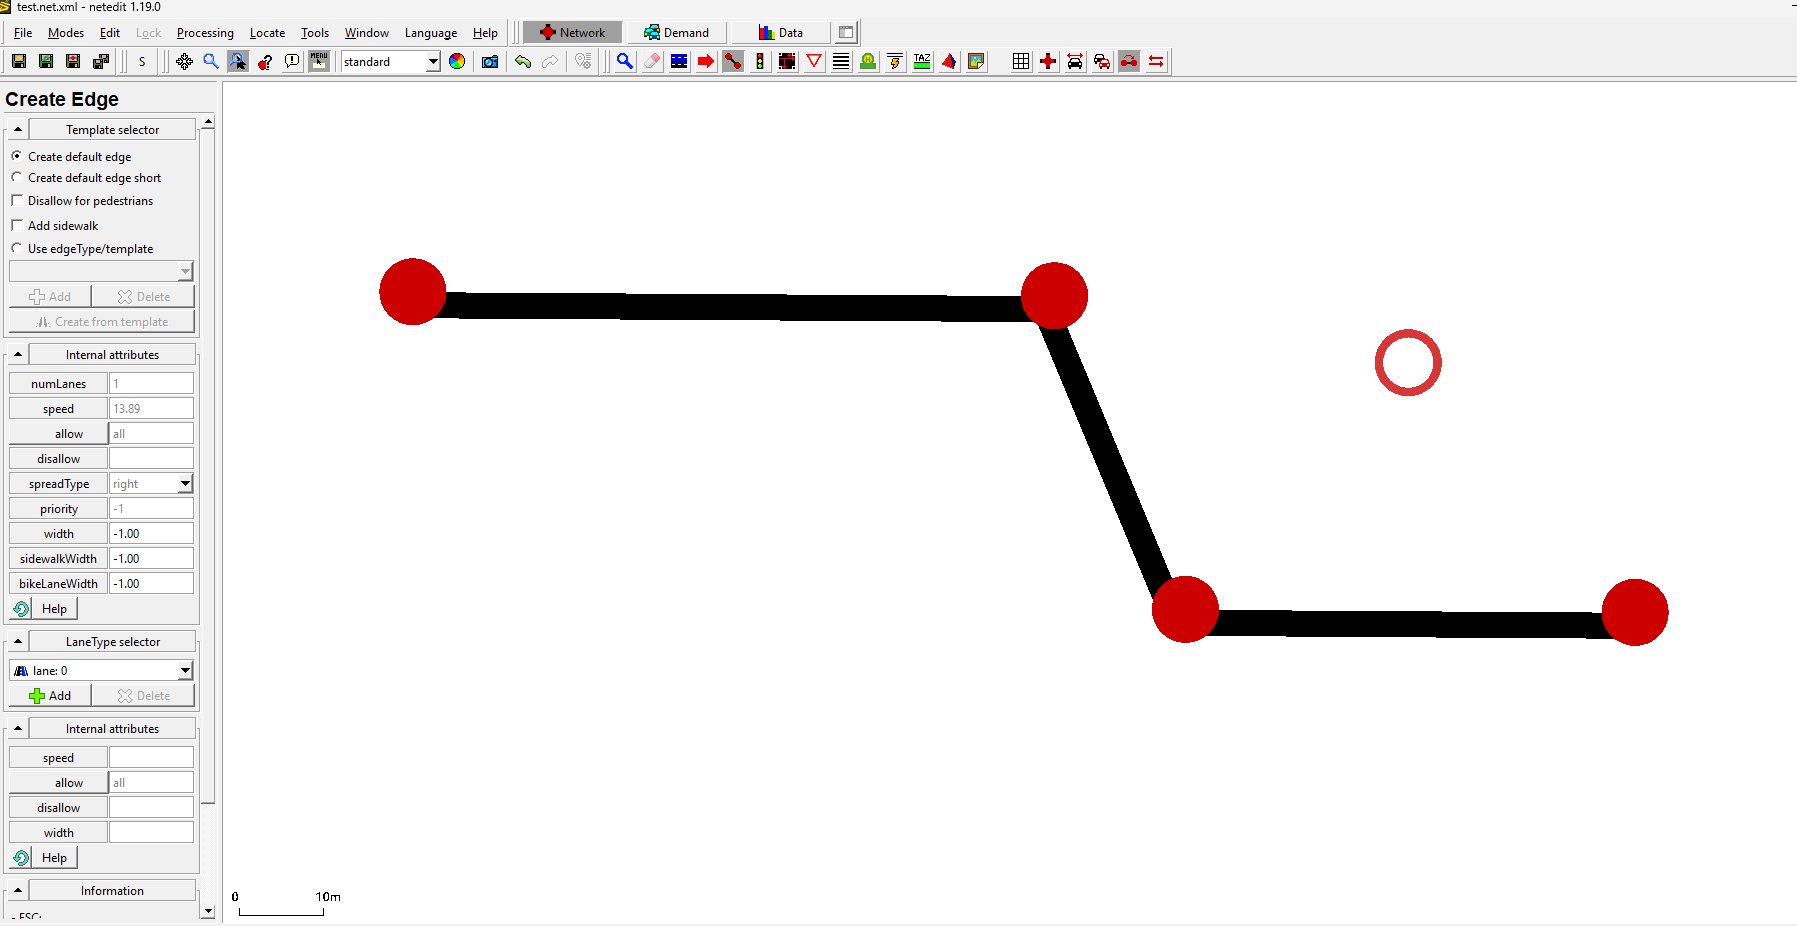 test.net.xml - netedit 1.19.0
File Modes Edit Lock Processing Locate Tools Window Language Help Network Demand Data
S MENU standard TAZ
Create Edge
Template selector
Create default edge
Create default edge short
Disallow for pedestrians
Add sidewalk
Use edgeType/template
Add Delete
Create from template
Internal attributes
numLanes 1
speed 13.89
allow all
disallow
spreadType right
priority -1
width -1.00
sidewalkWidth -1.00
bikeLaneWidth -1.00
Help
LaneType selector
lane: 0
Add Delete
Internal attributes
speed
allow all
disallow
width
Help
Information
- ESC:
0 10m